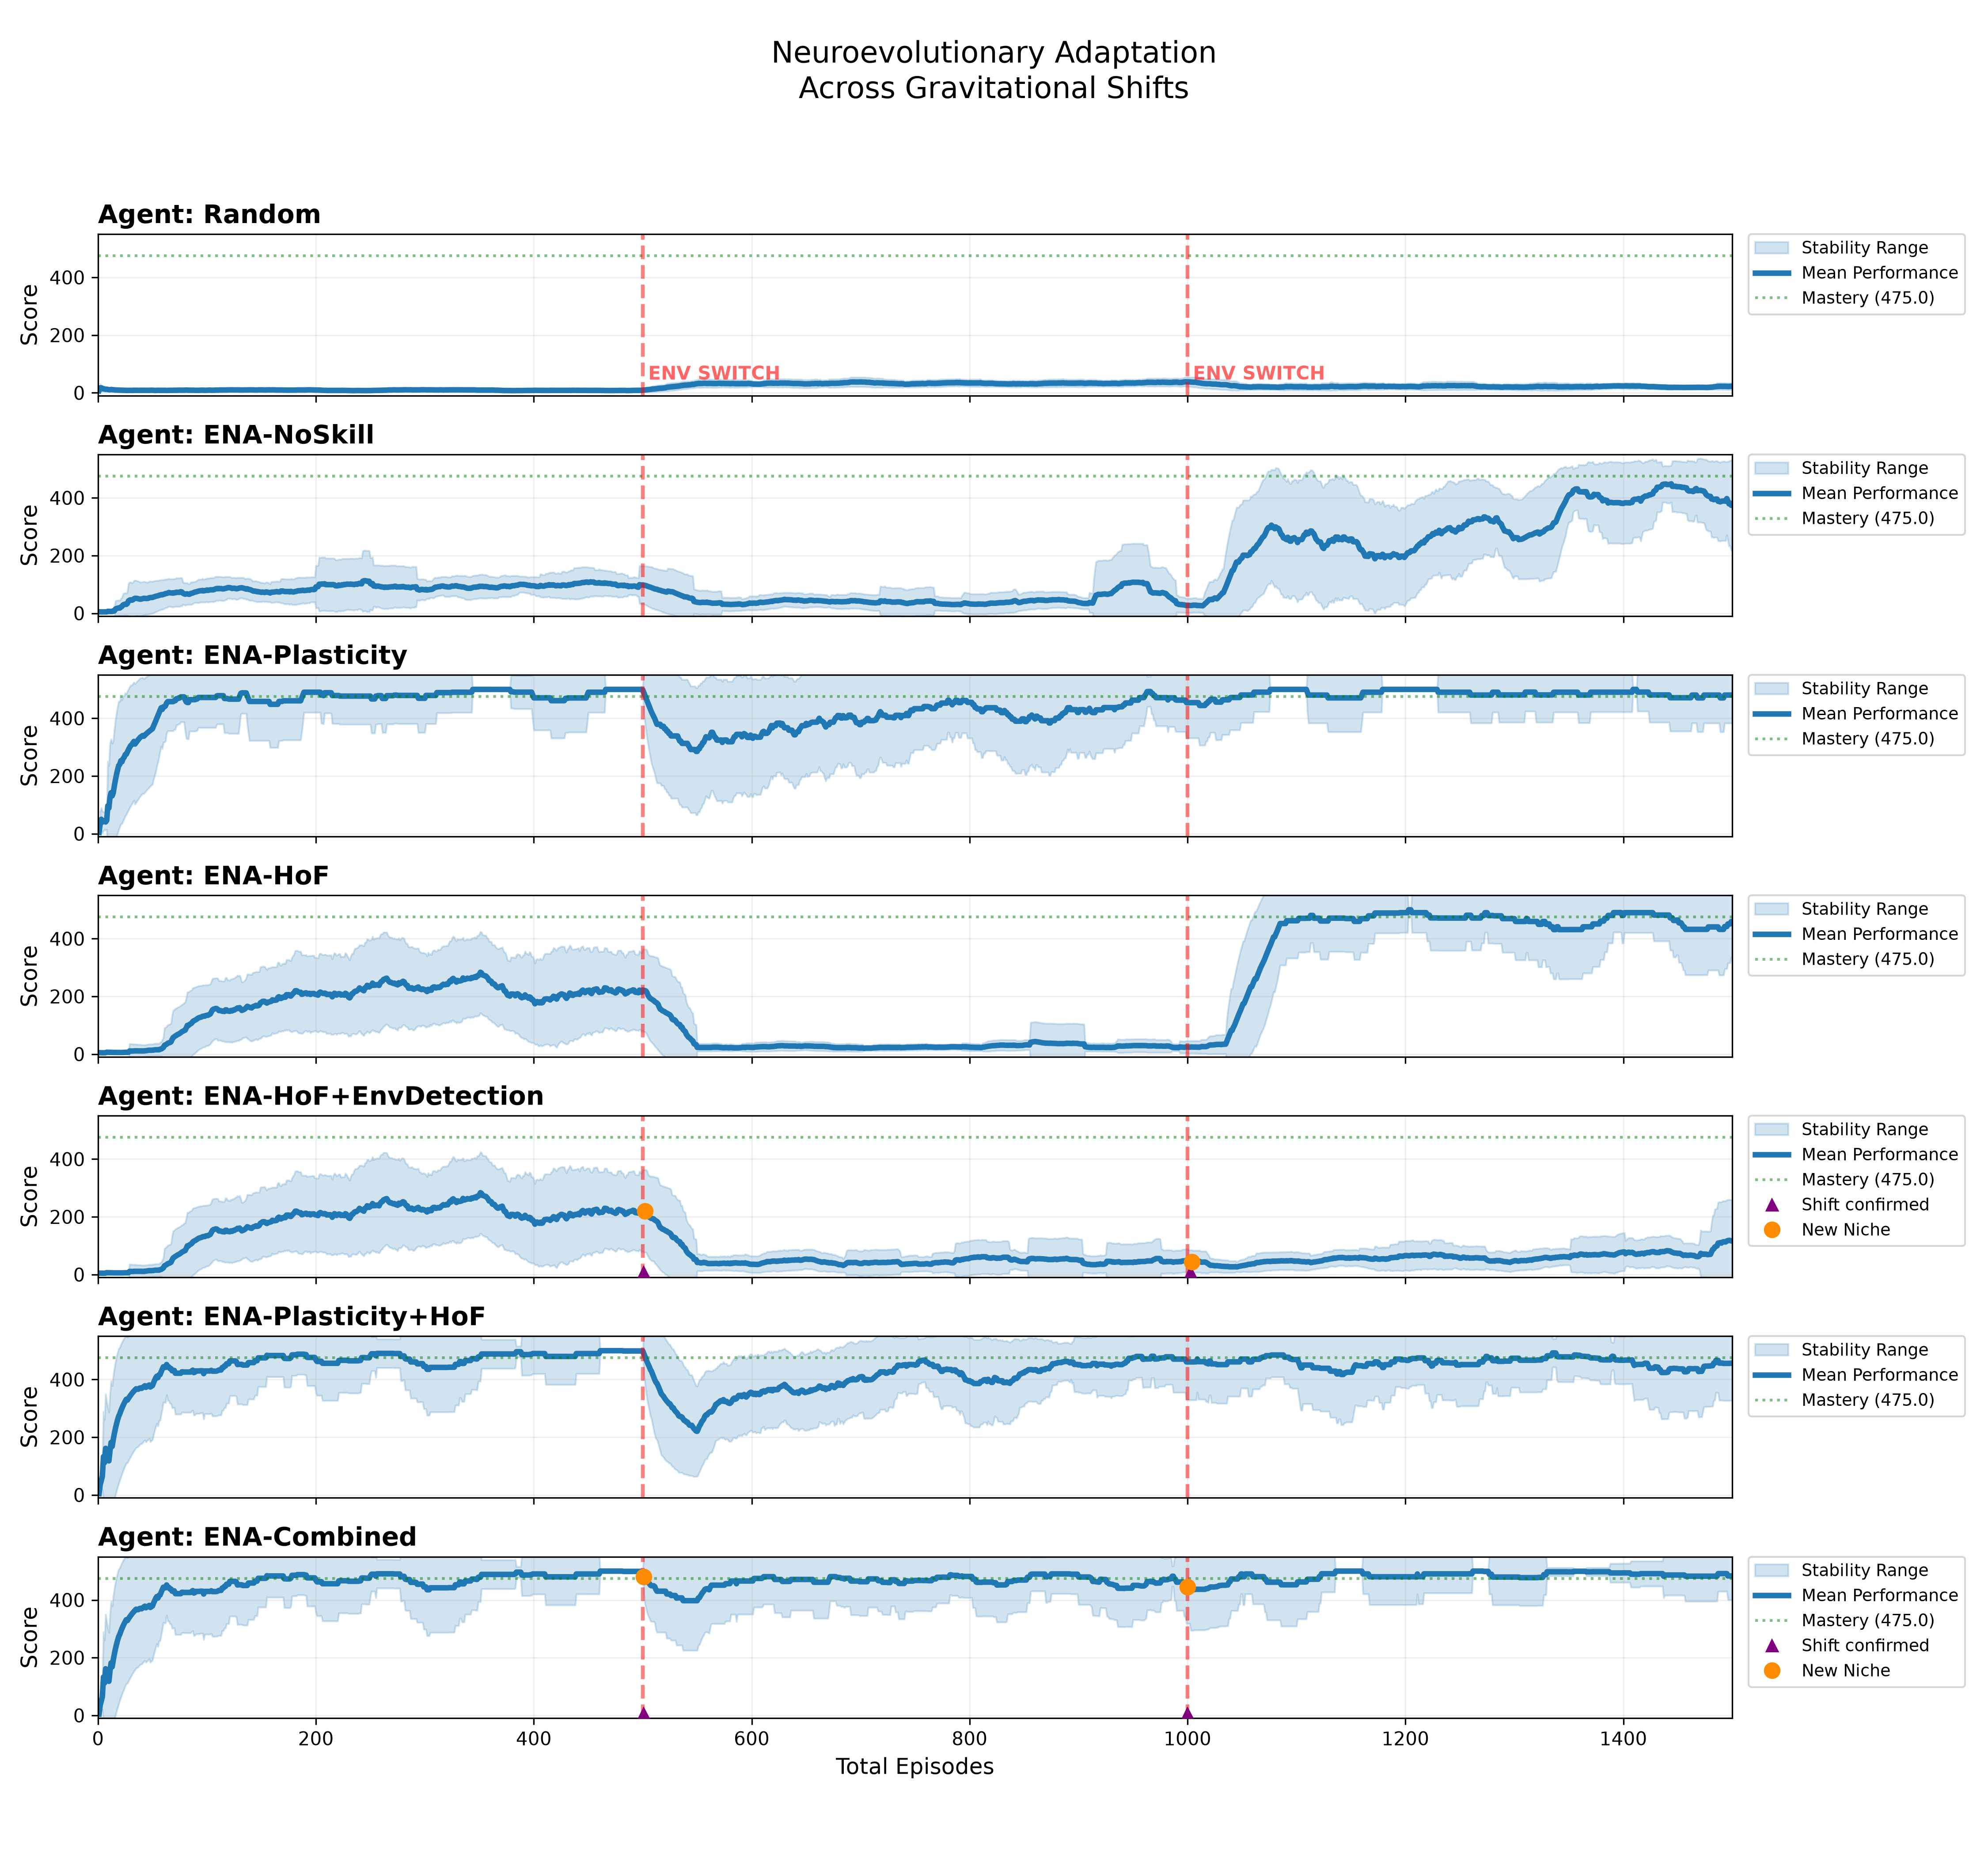 Neuroevolutionary Adaptation
Across Gravitational Shifts
Agent: Random
Score
400
200
0
ENV SWITCH
ENV SWITCH
Stability Range
Mean Performance
Mastery (475.0)
Agent: ENA-NoSkill
Score
400
200
0
Stability Range
Mean Performance
Mastery (475.0)
Agent: ENA-Plasticity
Score
400
200
0
Stability Range
Mean Performance
Mastery (475.0)
Agent: ENA-HoF
Score
400
200
0
Stability Range
Mean Performance
Mastery (475.0)
Agent: ENA-HoF+EnvDetection
Score
400
200
0
Stability Range
Mean Performance
Mastery (475.0)
Shift confirmed
New Niche
Agent: ENA-Plasticity+HoF
Score
400
200
0
Stability Range
Mean Performance
Mastery (475.0)
Agent: ENA-Combined
Score
400
200
0
Stability Range
Mean Performance
Mastery (475.0)
Shift confirmed
New Niche
0 200 400 600 800 1000 1200 1400
Total Episodes